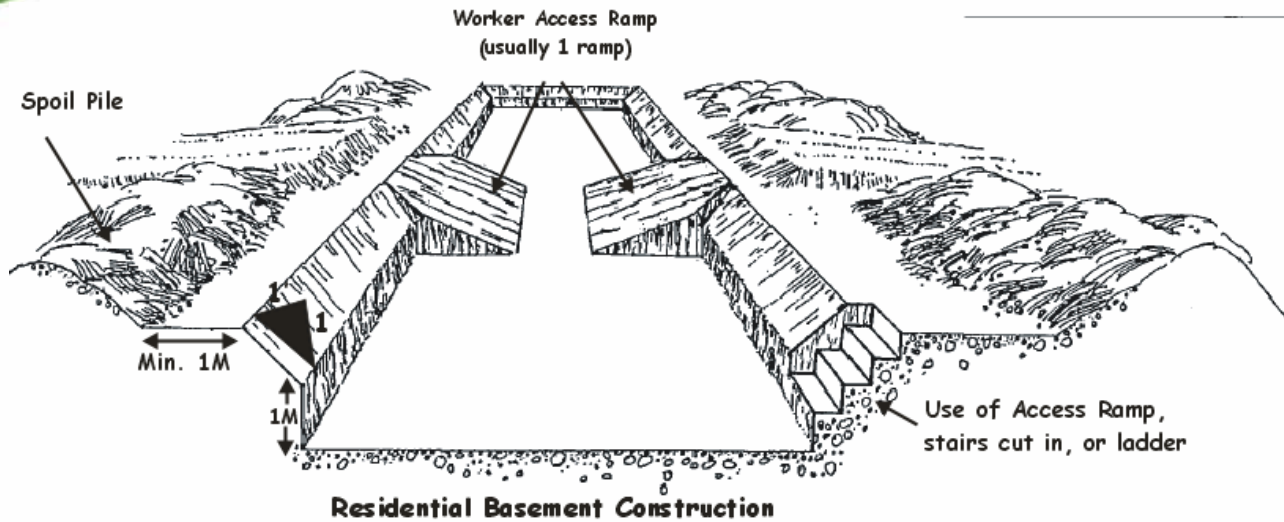 Worker Access Ramp
(usually 1 ramp)
Spoil Pile
1
1
Min. 1M
1M
Use of Access Ramp,
stairs cut in, or ladder
Residential Basement Construction